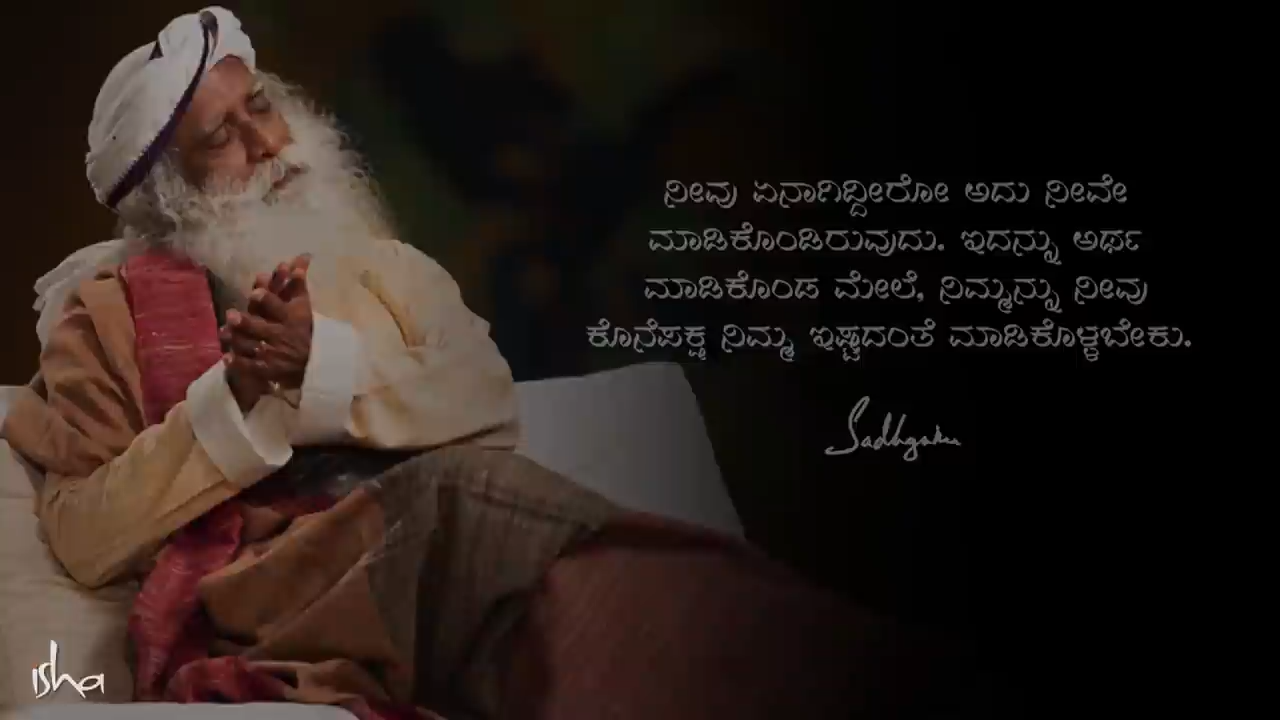 ನೀವು ಏನಾಗಿದ್ದೀರೋ ಅದು ನೀವೇ
ಮಾಡಿಕೊಂಡಿರುವುದು. ಇದನ್ನು ಅರ್ಥ
ಮಾಡಿಕೊಂಡ ಮೇಲೆ, ನಿಮ್ಮನ್ನು ನೀವು
ಕೊನೆಪಕ್ಷ ನಿಮ್ಮ ಇಷ್ಟದಂತೆ ಮಾಡಿಕೊಳ್ಳಬೇಕು.
Sadhguru
isha